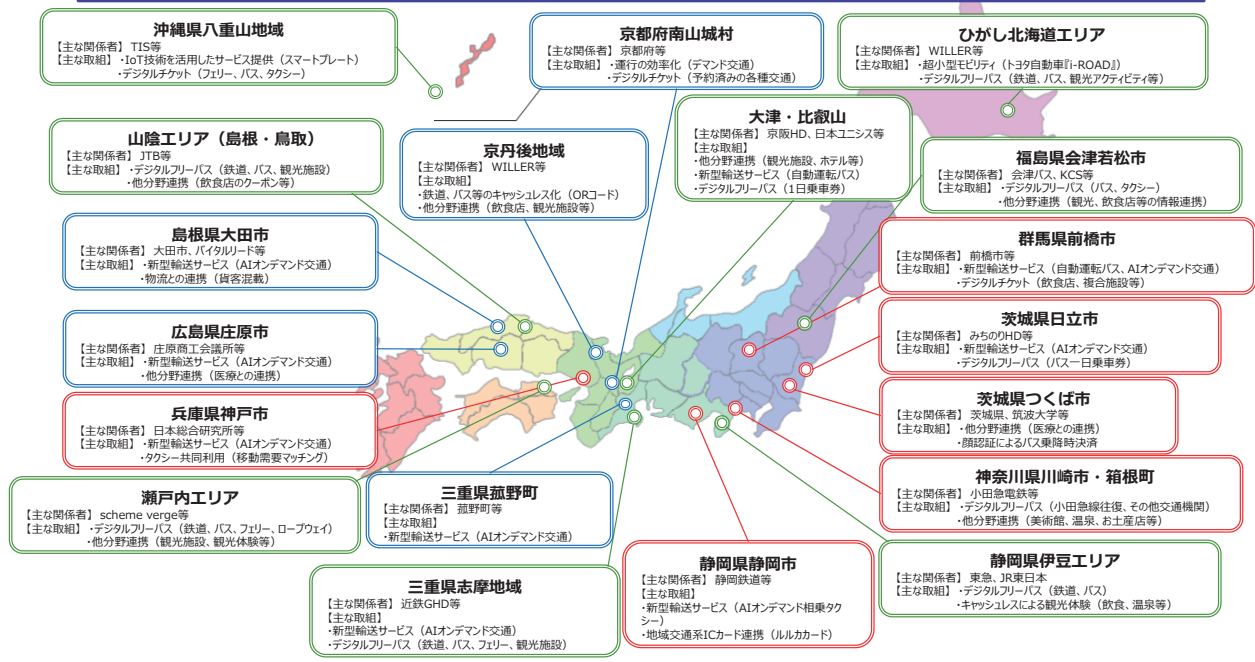 沖縄県八重山地域
【主な関係者】 TIS等
【主な取組】 ・IoT技術を活用したサービス提供（スマートプレート）
・デジタルチケット（フェリー、バス、タクシー）
京都府南山城村
【主な関係者】 京都府等
【主な取組】 ・運行の効率化（デマンド交通）
・デジタルチケット（予約済みの各種交通）
ひがし北海道エリア
【主な関係者】 WILLER等
【主な取組】 ・超小型モビリティ（トヨタ自動車『i-ROAD』）
・デジタルフリーパス（鉄道、バス、観光アクティビティ等）
山陰エリア（島根・鳥取）
【主な関係者】 JTB等
【主な取組】 ・デジタルフリーパス（鉄道、バス、観光施設）
・他分野連携（飲食店のクーポン等）
京丹後地域
【主な関係者】 WILLER等
【主な取組】
・鉄道、バス等のキャッシュレス化（QRコード）
・他分野連携（飲食店、観光施設等）
大津・比叡山
【主な関係者】 京阪HD、日本ユニシス等
【主な取組】
・他分野連携（観光施設、ホテル等）
・新型輸送サービス（自動運転バス）
・デジタルフリーパス（1日乗車券）
福島県会津若松市
【主な関係者】 会津バス、KCS等
【主な取組】 ・デジタルフリーパス（バス、タクシー）
・他分野連携（観光、飲食店等の情報連携）
島根県大田市
【主な関係者】 大田市、バイタルリード等
【主な取組】 ・新型輸送サービス（AIオンデマンド交通）
・物流との連携（貨客混載）
群馬県前橋市
【主な関係者】 前橋市等
【主な取組】 ・新型輸送サービス（自動運転バス、AIオンデマンド交通）
・デジタルチケット（飲食店、複合施設等）
広島県庄原市
【主な関係者】 庄原商工会議所等
【主な取組】 ・新型輸送サービス（AIオンデマンド交通）
・他分野連携（医療との連携）
茨城県日立市
【主な関係者】 みちのりHD等
【主な取組】 ・新型輸送サービス（AIオンデマンド交通）
・デジタルフリーパス（バス一日乗車券）
兵庫県神戸市
【主な関係者】 日本総合研究所等
【主な取組】 ・新型輸送サービス（AIオンデマンド交通）
・タクシー共同利用（移動需要マッチング）
茨城県つくば市
【主な関係者】 茨城県、筑波大学等
【主な取組】 ・他分野連携（医療との連携）
・顔認証によるバス乗降時決済
瀬戸内エリア
【主な関係者】 scheme verge等
【主な取組】 ・デジタルフリーパス（鉄道、バス、フェリー、ロープウェイ）
・他分野連携（観光施設、観光体験等）
三重県菰野町
【主な関係者】 菰野町等
【主な取組】
・新型輸送サービス（AIオンデマンド交通）
神奈川県川崎市・箱根町
【主な関係者】 小田急電鉄等
【主な取組】 ・デジタルフリーパス（小田急線往復、その他交通機関）
・他分野連携（美術館、温泉、お土産店等）
三重県志摩地域
【主な関係者】 近鉄GHD等
【主な取組】
・新型輸送サービス（AIオンデマンド交通）
・デジタルフリーパス（鉄道、バス、フェリー、観光施設）
静岡県静岡市
【主な関係者】 静岡鉄道等
【主な取組】
・新型輸送サービス（AIオンデマンド相乗タク
シー）
・地域交通系ICカード連携（ルルカカード）
静岡県伊豆エリア
【主な関係者】 東急、JR東日本
【主な取組】 ・デジタルフリーパス（鉄道、バス）
・キャッシュレスによる観光体験（飲食、温泉等）